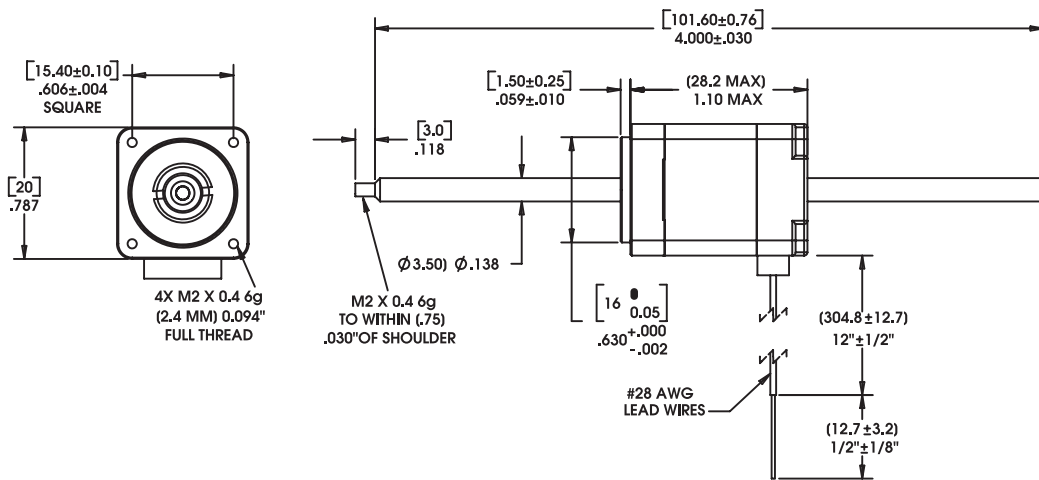 [101.60±0.76]
4.000±.030
[15.40±0.10]
.606±.004
SQUARE
[1.50±0.25]
.059±.010
(28.2 MAX)
1.10 MAX
[3.0]
.118
[20]
.787
Ø3.50) Ø.138
4X M2 X 0.4 6g
(2.4 MM) 0.094"
FULL THREAD
M2 X 0.4 6g
TO WITHIN (.75)
.030"OF SHOULDER
[16 0.05]
.630 +.000
-.002
(304.8±12.7)
12"±1/2"
#28 AWG
LEAD WIRES
(12.7±3.2)
1/2"±1/8"